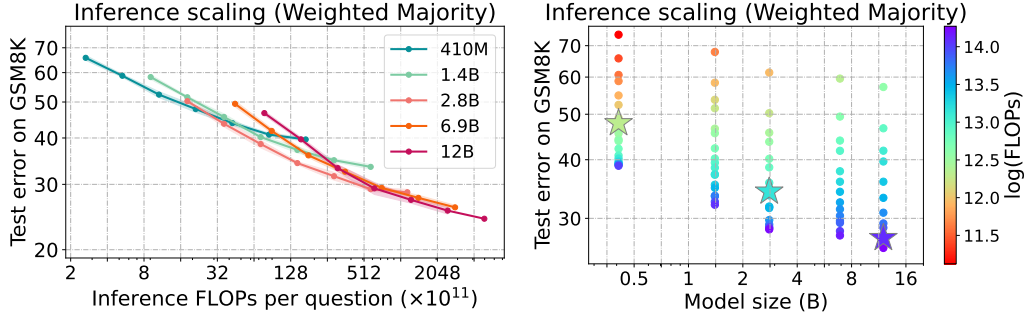 Inference scaling (Weighted Majority)
Test error on GSM8K
70
60
50
40
30
20
2
8
32
128
512
2048
Inference FLOPs per question (×10^11)
410M
1.4B
2.8B
6.9B
12B
Inference scaling (Weighted Majority)
Test error on GSM8K
70
60
50
40
30
0.5
1
2
4
8
16
Model size (B)
14.0
13.5
13.0
12.5
12.0
11.5
log(FLOPs)